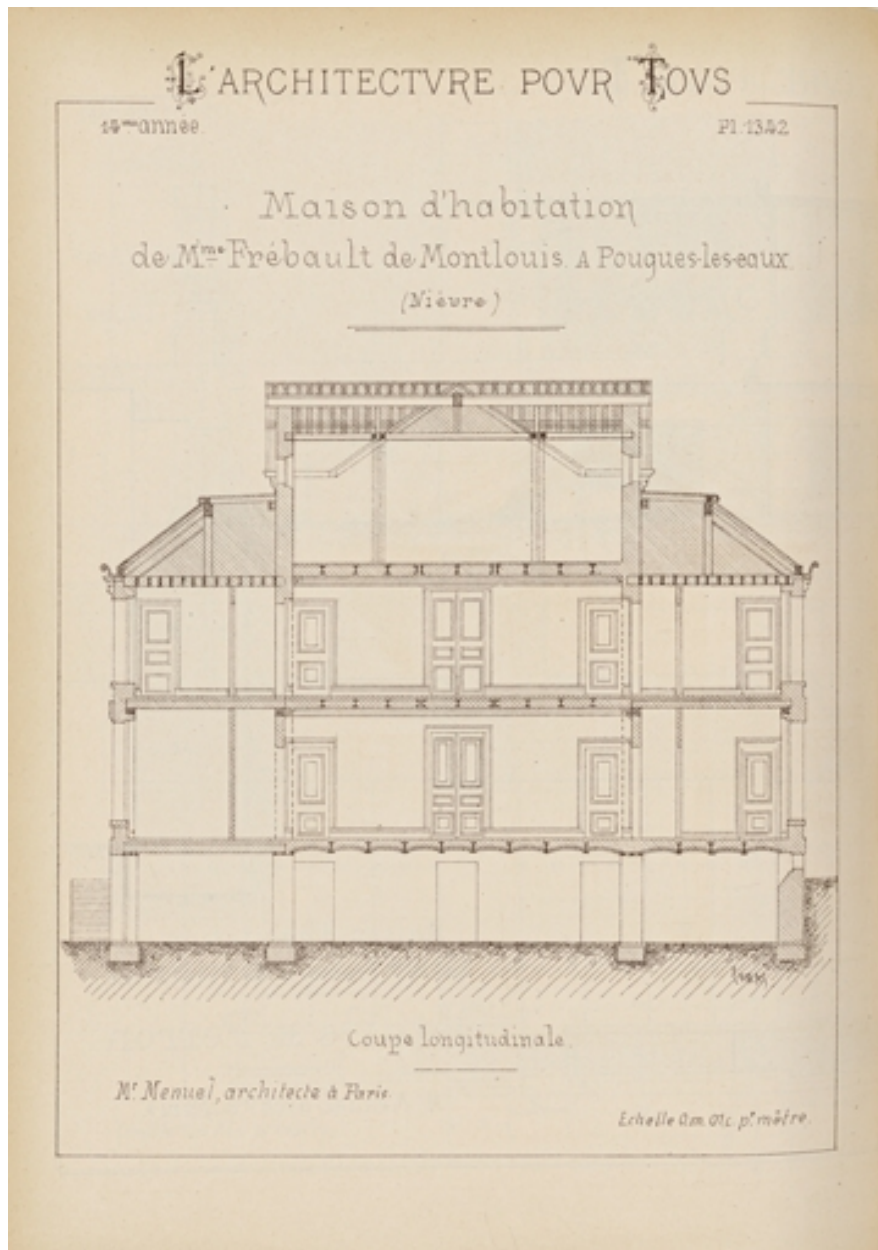 L'ARCHITECTVRE POVR TOVS
14me année.
Pl. 1342
Maison d'habitation
de Mme Frébault de Montlouis. A Pougues-les-eaux.
(Nièvre)
Coupe longitudinale.
Mr. Menuel, architecte à Paris.
Echelle 0m.01c. pr. mètre.